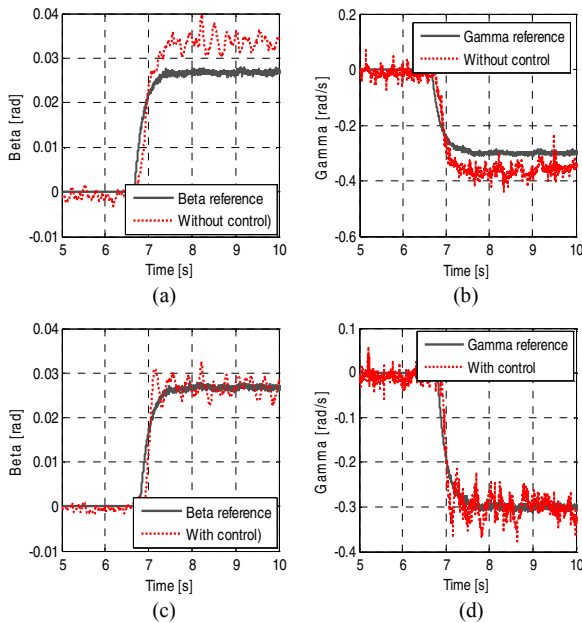 0.04
0.03
0.02
0.01
0
-0.01
Beta [rad]
5 6 7 8 9 10
Time [s]
Beta reference
Without control)
(a)
0.2
0
-0.2
-0.4
-0.6
Gamma [rad/s]
5 6 7 8 9 10
Time [s]
Gamma reference
Without control
(b)
0.04
0.03
0.02
0.01
0
-0.01
Beta [rad]
5 6 7 8 9 10
Time [s]
Beta reference
With control)
(c)
0.1
0
-0.1
-0.2
-0.3
-0.4
Gamma [rad/s]
5 6 7 8 9 10
Time [s]
Gamma reference
With control
(d)